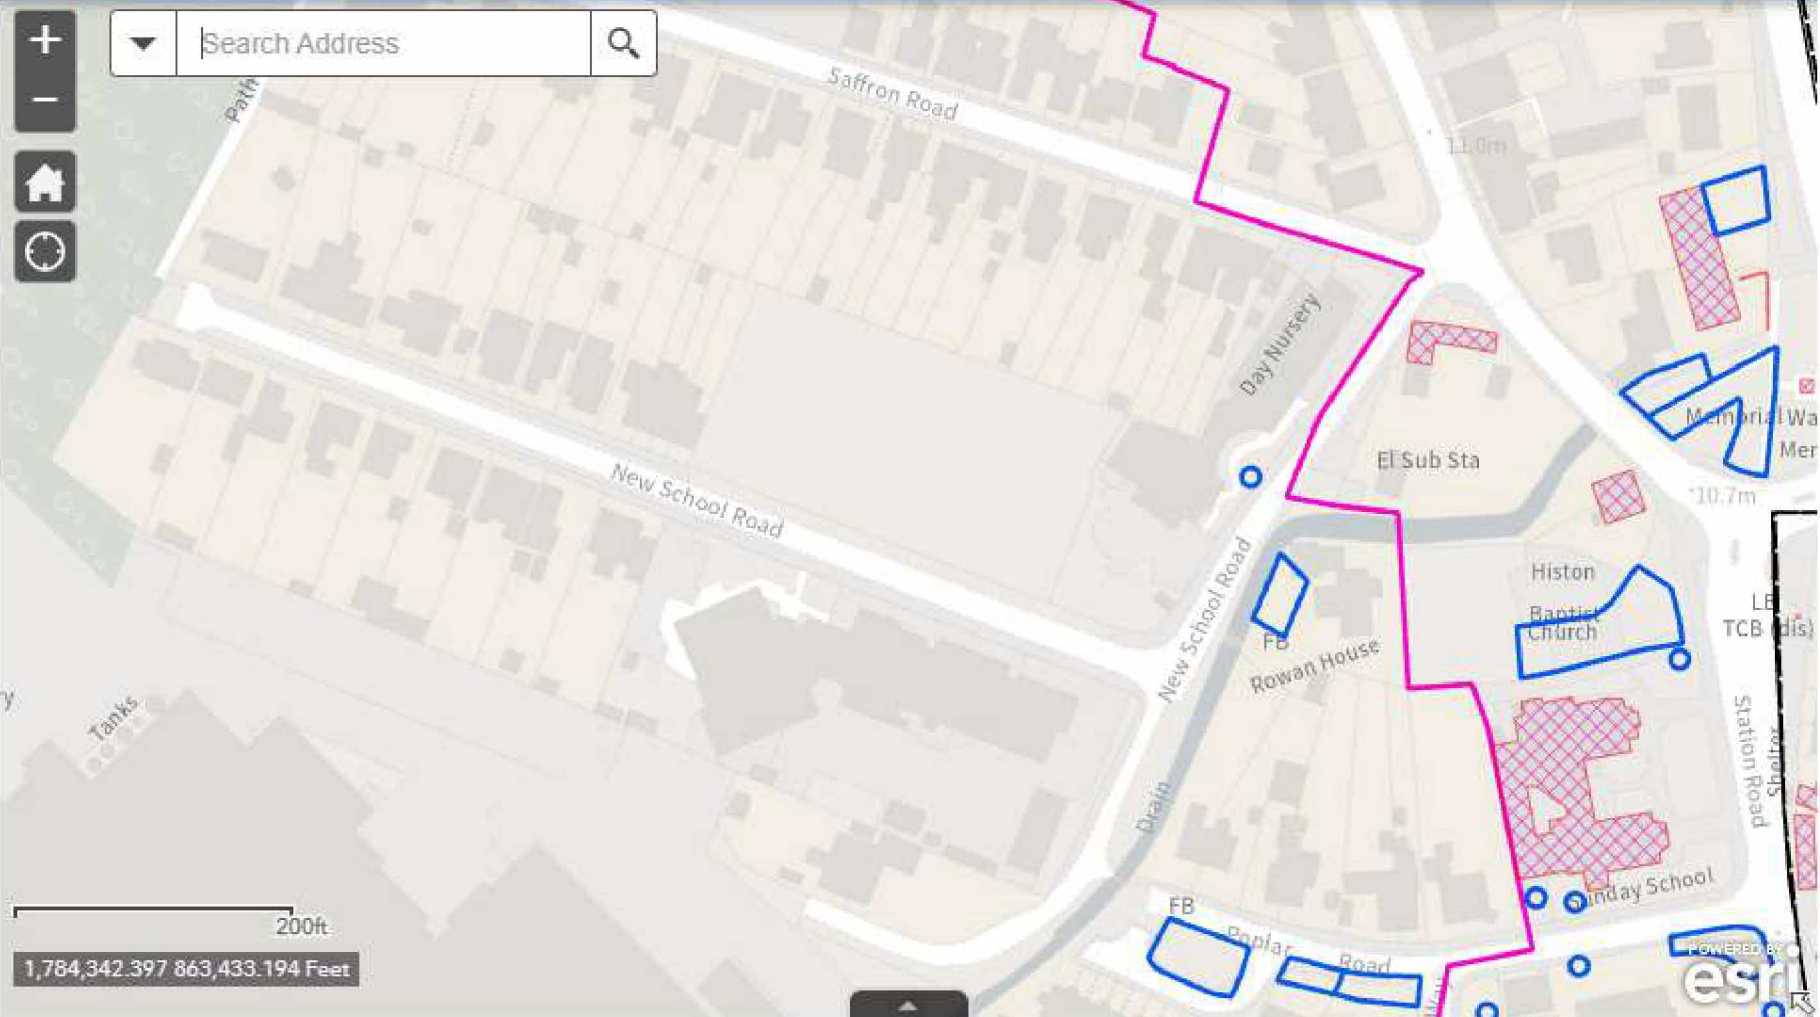 +
Search Address
−
Path
Saffron Road
11.0m
Day Nursery
El Sub Sta
Memorial Wa
Mer
10.7m
New School Road
New School Road
Histon
Baptist
Church
LB
TCB (dis)
FB
Rowan House
Tanks
ry
Station Road
Shelter
Drain
Sunday School
FB
Poplar Road
200ft
1,784,342.397 863,433.194 Feet
POWERED BY
esri